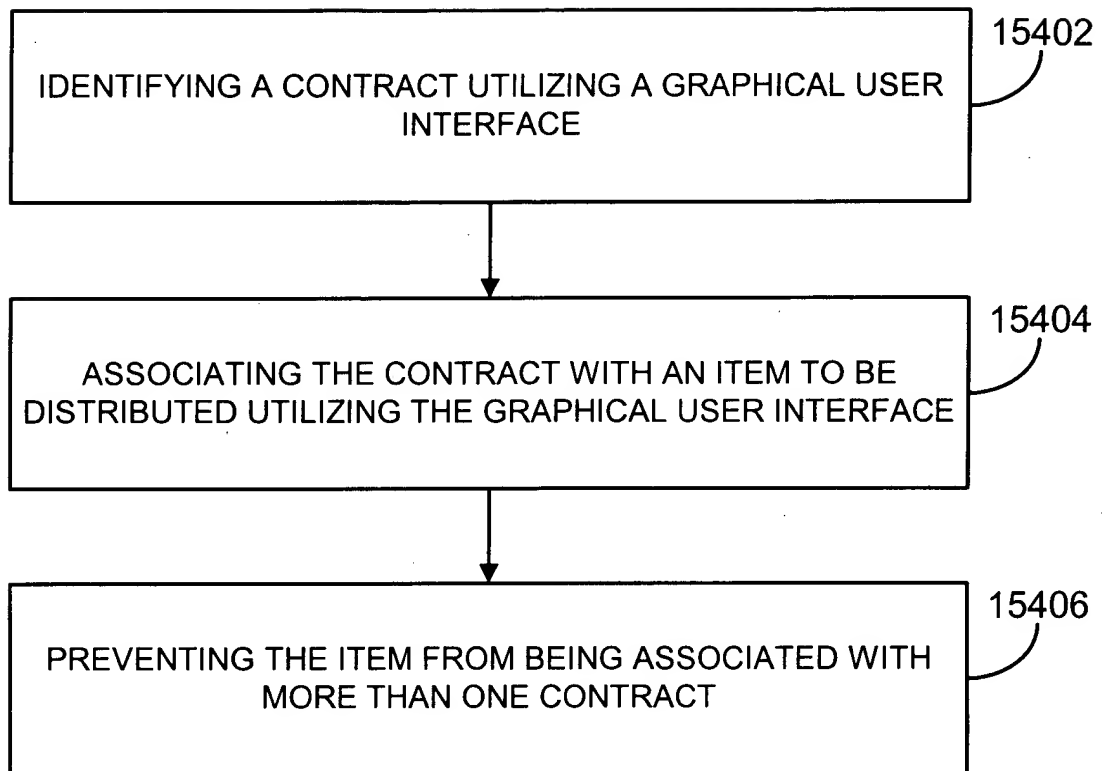 15402
IDENTIFYING A CONTRACT UTILIZING A GRAPHICAL USER
INTERFACE
15404
ASSOCIATING THE CONTRACT WITH AN ITEM TO BE
DISTRIBUTED UTILIZING THE GRAPHICAL USER INTERFACE
15406
PREVENTING THE ITEM FROM BEING ASSOCIATED WITH
MORE THAN ONE CONTRACT